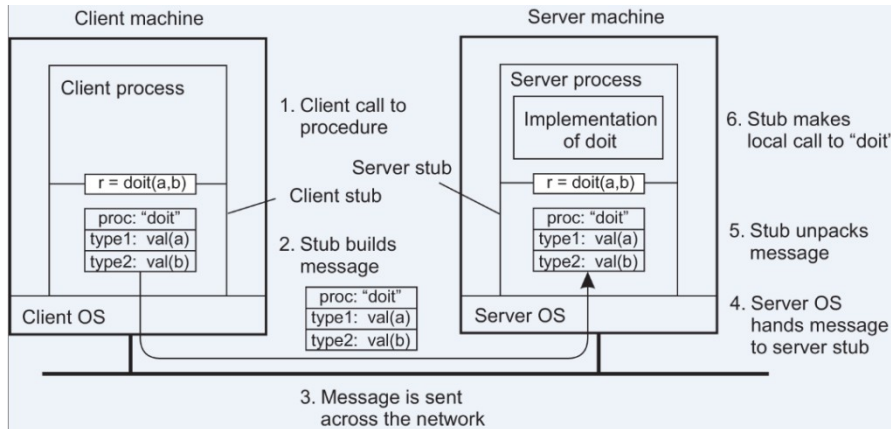 Client machine
Server machine
Client process
1. Client call to
procedure
Server process
Implementation
of doit
6. Stub makes
local call to “doit”
Server stub
r = doit(a,b)
Client stub
r = doit(a,b)
proc: “doit”
type1: val(a)
type2: val(b)
2. Stub builds
message
proc: “doit”
type1: val(a)
type2: val(b)
5. Stub unpacks
message
proc: “doit”
type1: val(a)
type2: val(b)
Client OS
Server OS
4. Server OS
hands message
to server stub
3. Message is sent
across the network